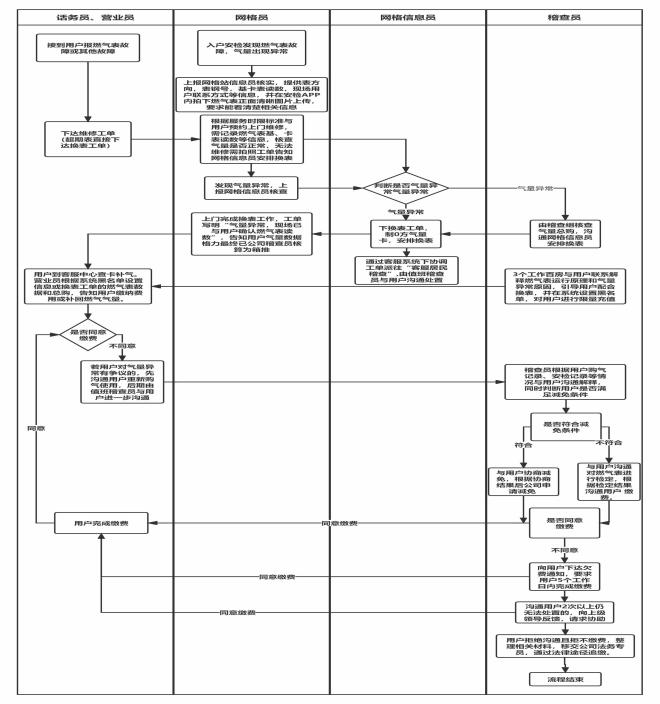 话务员、营业员
网格员
网格信息员
稽查员
接到用户报燃气表故
障或其他故障
入户安检发现燃气表故
障，气量出现异常
上报网格站信息员核实，提供表方
向，表钢号，基卡表读数，现场用
户联系方式等信息，并在安检APP
内拍下燃气表正面清晰图片上传，
要求能看清楚相关信息
下达维修工单
（超期表直接下
达换表工单）
根据服务时限标准与
用户预约上门维修，
需记录燃气表基、卡
表读数等信息，核查
气量是否正常、无法
维修需拍照工单告知
网格信息员安排换表
发现气量异常，上
报网格信息员核查
判断是否气量异
常气量异常
气量异常
气量异常
由稽查组核查
气量总购，沟
通网格信息员
安排换表
下换表工单，
制0方气量
卡，安排换表
上门完成换表工作，工单
写明“气量异常，现场已
与用户确认燃气表读
数”，告知用户气量数据
格力最终已公司稽查员核
算为准
通过客服系统下协调
工单派往“客服居民
稽查”,由值班稽查
员与用户沟通处置
3个工作百房与用户联系解
释燃气表运行原理和气量
异常原因，引导用户配合
换表，并在系统设置黑名
单，对用户进行限量充值
用户到客服中心查卡补气。
营业员根据系统黑名单设置
信息或换表工单的燃气表数
据和总购，告知用户缴纳费
用或补回燃气气量。
是否同意
缴费
不同意
若用户对气量异
常有争议的，先
沟通用户重新购
气使用，后期由
值班稽查员与用
户进一步沟通
同意
稽查员根据用户购气
记录、安检记录等情
况与用户沟通解释，
同时判断用户是否满
足减免条件
是否符合减
免条件
符合
不符合
与用户协商减
免，根据协商
结果后公司申
请减免
与用户沟通
对燃气表进
行检定，根
据检定结果
沟通用户 缴
费。
用户完成缴费
同意缴费
是否同意
缴费
不同意
向用户下达欠
费通知，要求
用户5个工作
日内完成缴费
同意缴费
沟通用户2次以上仍
无法处置的，向上级
领导反馈，请求协助
同意缴费
用户拒绝沟通且拒不缴费，整
理相关材料，移交公司法务专
员，通过法律途径追缴。
流程结束